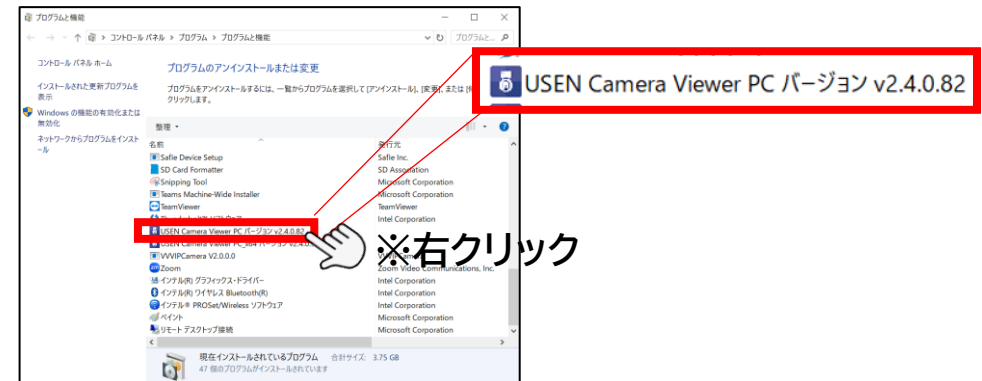 プログラムと機能
コントロール パネル > プログラム > プログラムと機能
プログラムと...
コントロール パネル ホーム
インストールされた更新プログラムを
表示
Windows の機能の有効化または
無効化
ネットワークからプログラムをインスト
ール
プログラムのアンインストールまたは変更
プログラムをアンインストールするには、一覧からプログラムを選択して [アンインストール]、[変更]、または [
クリックします。
USEN Camera Viewer PC バージョン v2.4.0.82
整理
名前 発行元
Safie Device Setup Safie Inc.
SD Card Formatter SD Association
Snipping Tool Microsoft Corporation
Teams Machine-Wide Installer Microsoft Corporation
TeamViewer TeamViewer
Intel Corporation
USEN Camera Viewer PC バージョン v2.4.0.82
USEN Camera Viewer PC_x64 バージョン v2.4.0
※右クリック
VVVIPCamera V2.0.0.0
Zoom Zoom Video Communications, Inc.
インテル(R) グラフィックス・ドライバー Intel Corporation
インテル(R) ワイヤレス Bluetooth(R) Intel Corporation
インテル® PROSet/Wireless ソフトウェア Intel Corporation
ペイント Microsoft Corporation
リモート デスクトップ接続 Microsoft Corporation
現在インストールされているプログラム 合計サイズ: 3.75 GB
47 個のプログラムがインストールされています